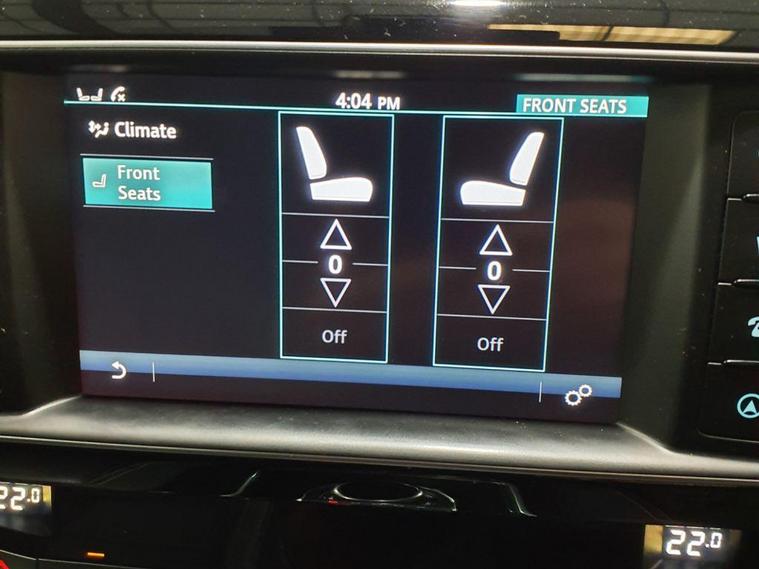 4:04 PM
FRONT SEATS
Climate
Front
Seats
0
0
Off
Off
22.0
22.0